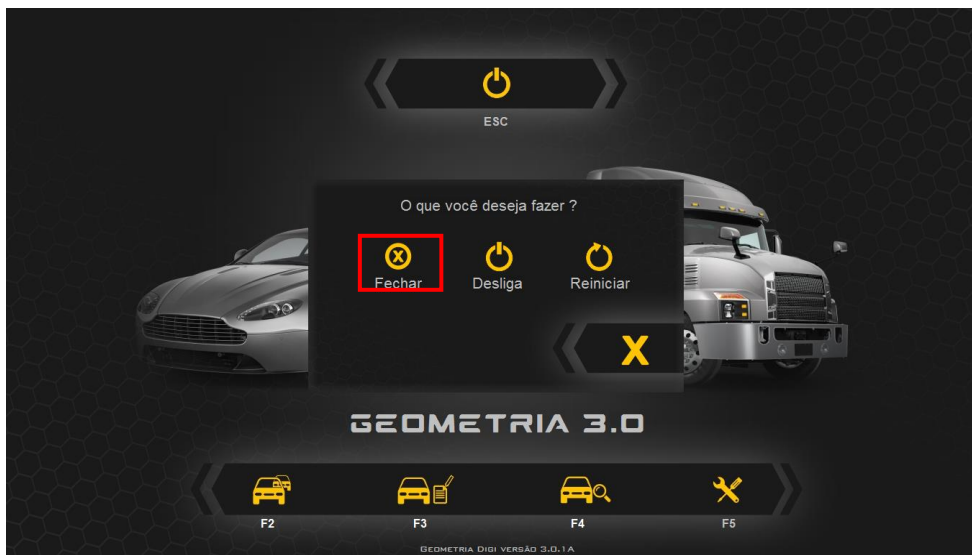 ESC
O que você deseja fazer ?
Fechar Desliga Reiniciar
X
GEOMETRIA 3.0
F2 F3 F4 F5
GEOMETRIA DIGI VERSÃO 3.0.1A